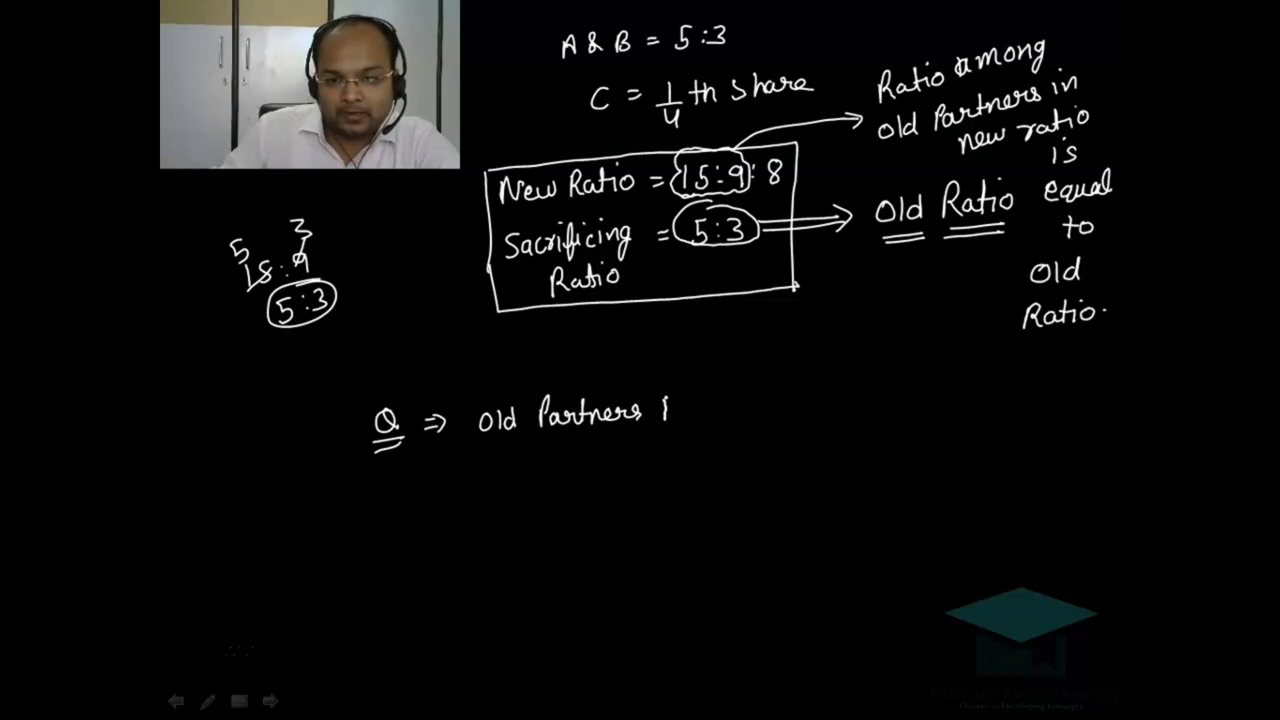 A & B = 5:3
C = 1/4 th share
New Ratio = 15:9:8
Sacrificing = 5:3
Ratio
Ratio among
old Partners in
new ratio
is
equal
to
Old
Ratio.
Old Ratio
5 3
15:9
5:3
Q ⇒ Old Partners